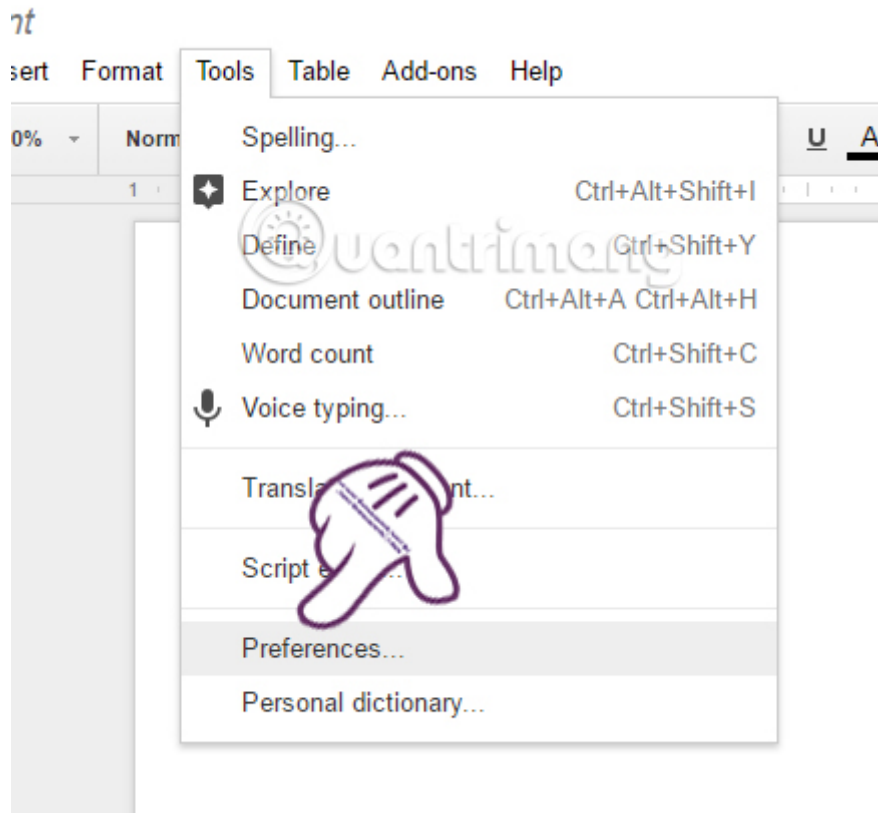 nt
sert Format Tools Table Add-ons Help
0% Norm U A
1
Spelling...
Explore Ctrl+Alt+Shift+I
Define Ctrl+Shift+Y
Quantrimang
Document outline Ctrl+Alt+A Ctrl+Alt+H
Word count Ctrl+Shift+C
Voice typing... Ctrl+Shift+S
Transla nt...
Script e ...
Preferences...
Personal dictionary...